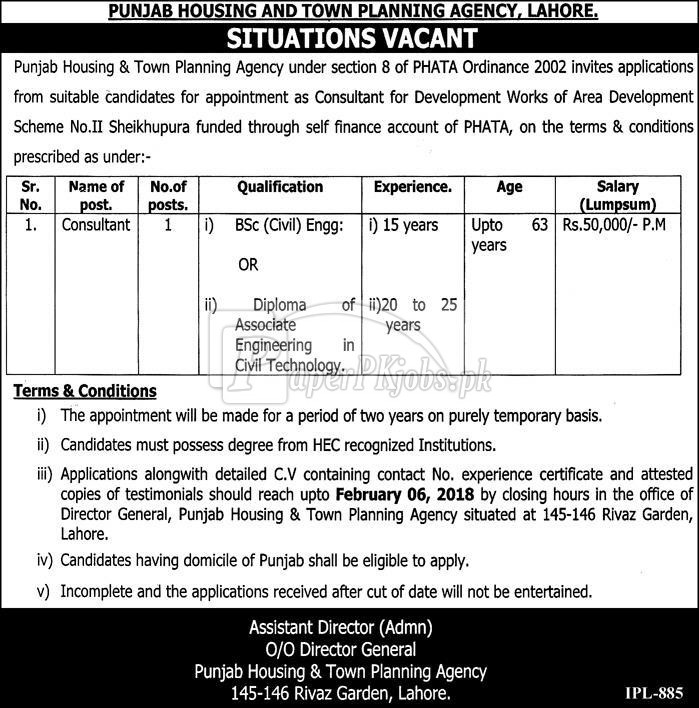 PUNJAB HOUSING AND TOWN PLANNING AGENCY, LAHORE.
SITUATIONS VACANT
Punjab Housing & Town Planning Agency under section 8 of PHATA Ordinance 2002 invites applications
from suitable candidates for appointment as Consultant for Development Works of Area Development
Scheme No.II Sheikhupura funded through self finance account of PHATA, on the terms & conditions
prescribed as under:-
Sr. No. Name of post. No.of posts. Qualification Experience. Age Salary (Lumpsum)
1. Consultant 1 i) BSc (Civil) Engg: i) 15 years Upto 63 years Rs.50,000/- P.M
OR
ii) Diploma of Associate Engineering in Civil Technology. ii)20 to 25 years
PaperPKjobs.pk
Terms & Conditions
i) The appointment will be made for a period of two years on purely temporary basis.
ii) Candidates must possess degree from HEC recognized Institutions.
iii) Applications alongwith detailed C.V containing contact No. experience certificate and attested
copies of testimonials should reach upto February 06, 2018 by closing hours in the office of
Director General, Punjab Housing & Town Planning Agency situated at 145-146 Rivaz Garden,
Lahore.
iv) Candidates having domicile of Punjab shall be eligible to apply.
v) Incomplete and the applications received after cut of date will not be entertained.
Assistant Director (Admn)
O/O Director General
Punjab Housing & Town Planning Agency
145-146 Rivaz Garden, Lahore.
IPL-885